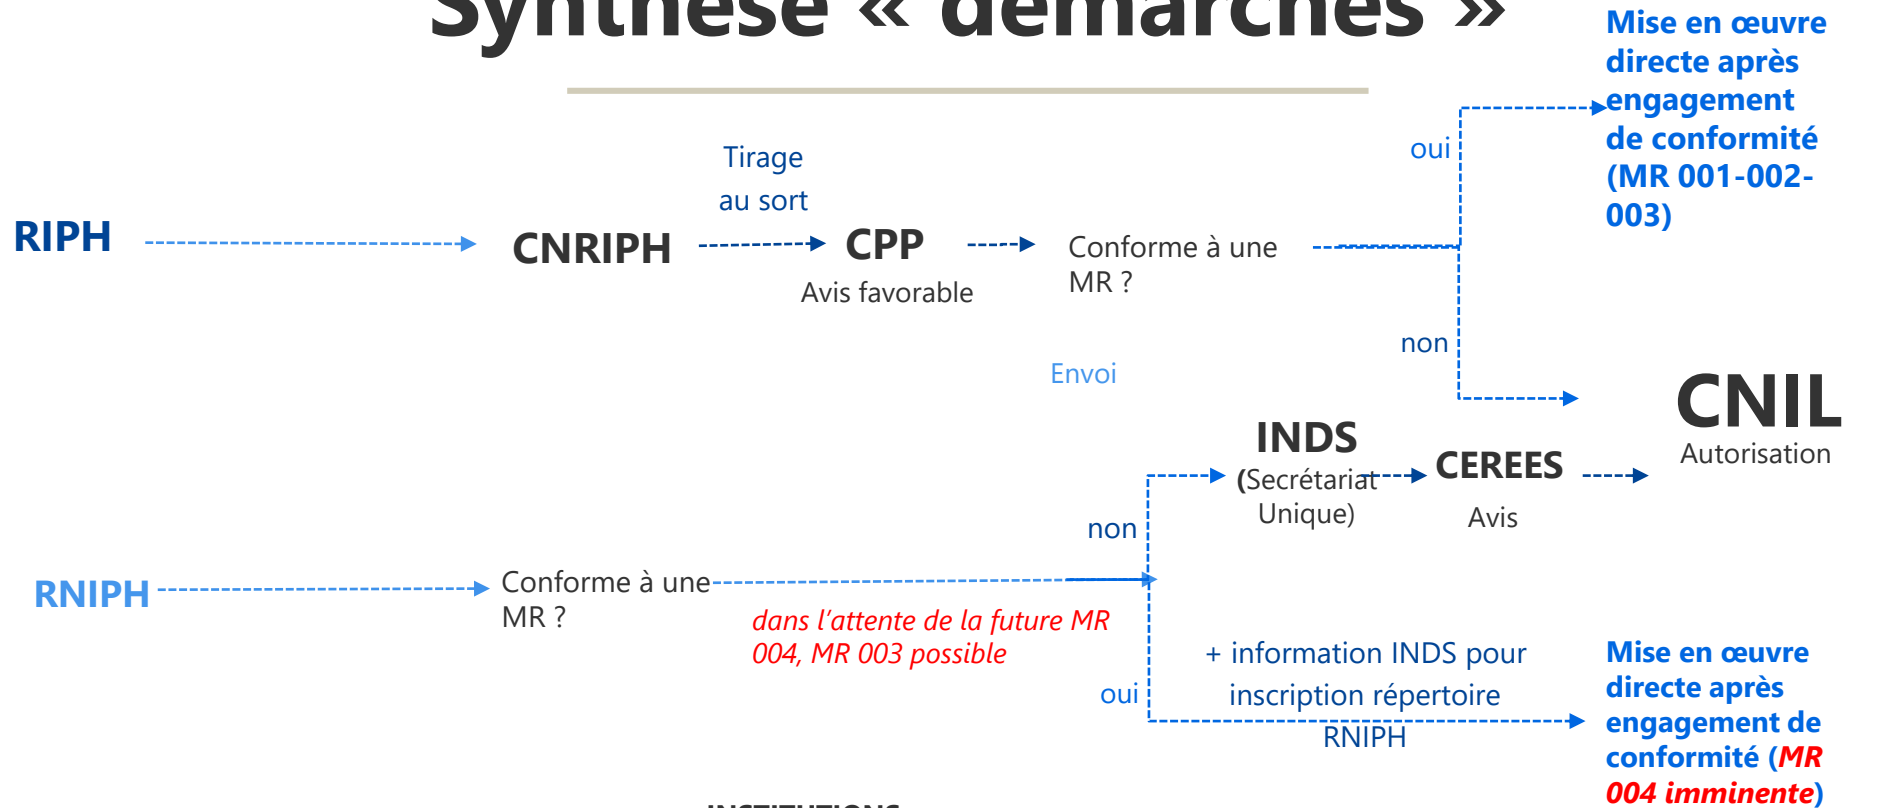 Synthèse « démarches »
Mise en œuvre
directe après
engagement
de conformité
(MR 001-002-
003)
oui
Tirage
au sort
RIPH
CNRIPH
CPP
Avis favorable
Conforme à une
MR ?
non
Envoi
CNIL
Autorisation
INDS
(Secrétariat
Unique)
CEREES
Avis
non
RNIPH
Conforme à une
MR ?
dans l’attente de la future MR
004, MR 003 possible
oui
+ information INDS pour
inscription répertoire
RNIPH
Mise en œuvre
directe après
engagement de
conformité (MR
004 imminente)
INSTITUTIONS